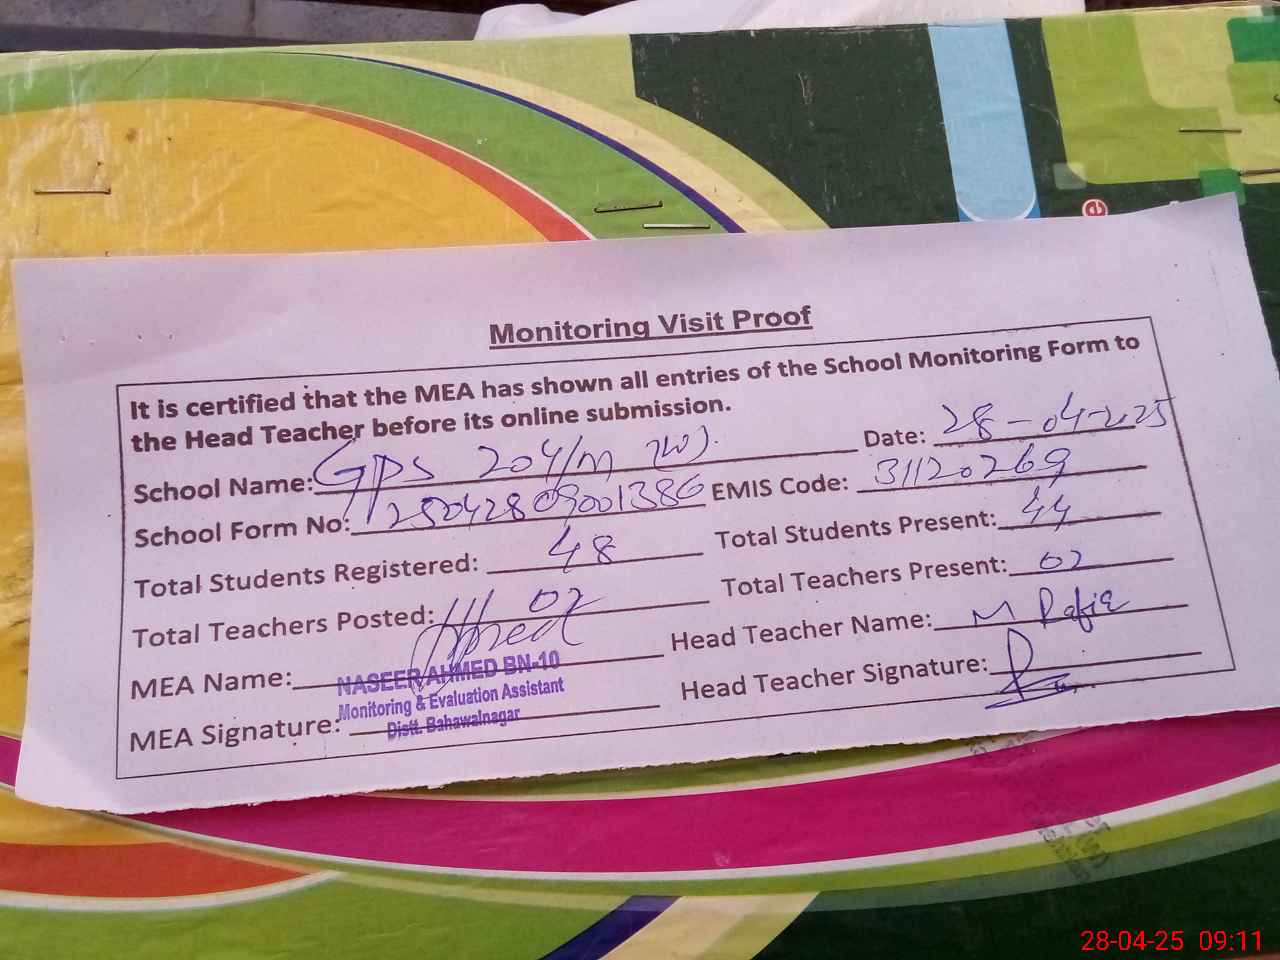 Monitoring Visit Proof
It is certified that the MEA has shown all entries of the School Monitoring Form to
the Head Teacher before its online submission.
School Name: GPS 204/m (W). Date: 28-04-2025
School Form No: 25042809001386 EMIS Code: 31120269
Total Students Registered: 48 Total Students Present: 44
Total Teachers Posted: 02 Total Teachers Present: 02
MEA Name: Head Teacher Name: M Rafiq
NASEER AHMED BN-10
Monitoring & Evaluation Assistant
Distt. Bahawalnagar
MEA Signature: Head Teacher Signature:
28-04-25 09:11